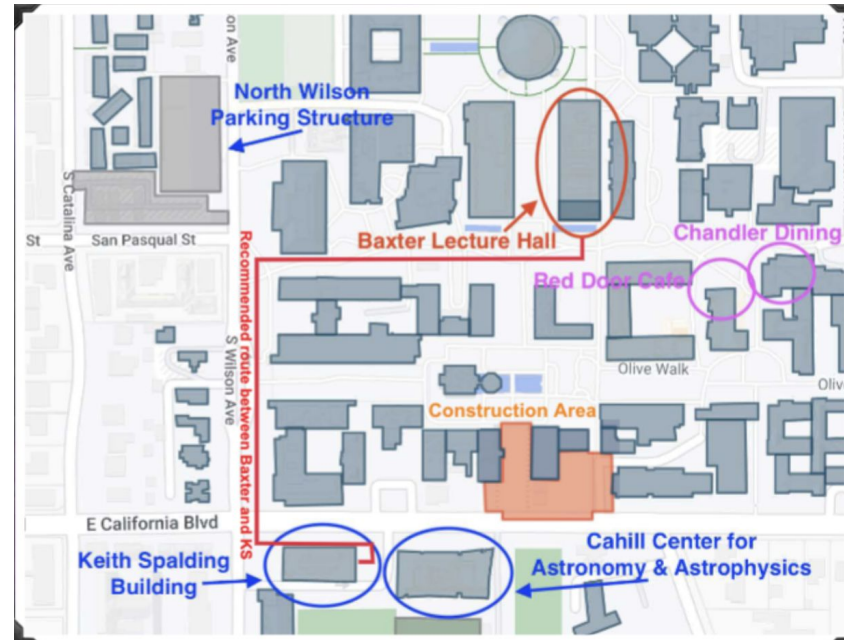 on Ave
North Wilson
Parking Structure
S Catalina Ave
St
San Pasqual St
Baxter Lecture Hall
Chandler Dining
Red Door Cafe
Recommended route between Baxter and KS
S Wilson Ave
Olive Walk
Oliv
Construction Area
E California Blvd
Keith Spalding
Building
Cahill Center for
Astronomy & Astrophysics